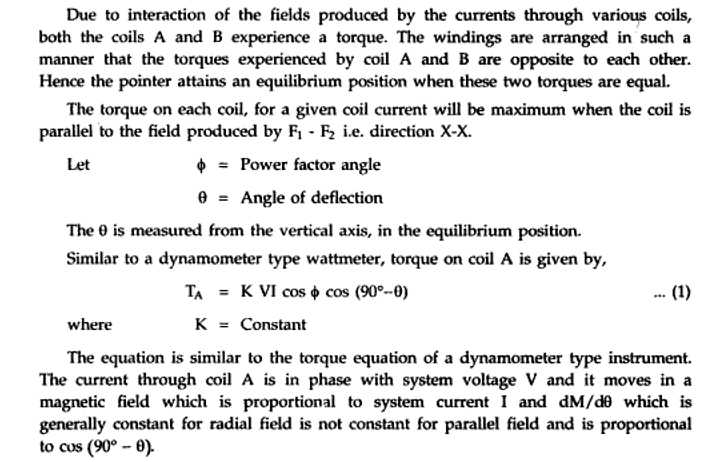 Due to interaction of the fields produced by the currents through various coils,
both the coils A and B experience a torque. The windings are arranged in such a
manner that the torques experienced by coil A and B are opposite to each other.
Hence the pointer attains an equilibrium position when these two torques are equal.
The torque on each coil, for a given coil current will be maximum when the coil is
parallel to the field produced by F₁ - F₂ i.e. direction X-X.
Let ϕ = Power factor angle
θ = Angle of deflection
The θ is measured from the vertical axis, in the equilibrium position.
Similar to a dynamometer type wattmeter, torque on coil A is given by,
T_A = K VI cos ϕ cos (90°--θ) ... (1)
where K = Constant
The equation is similar to the torque equation of a dynamometer type instrument.
The current through coil A is in phase with system voltage V and it moves in a
magnetic field which is proportional to system current I and dM/dθ which is
generally constant for radial field is not constant for parallel field and is proportional
to cos (90° – θ).